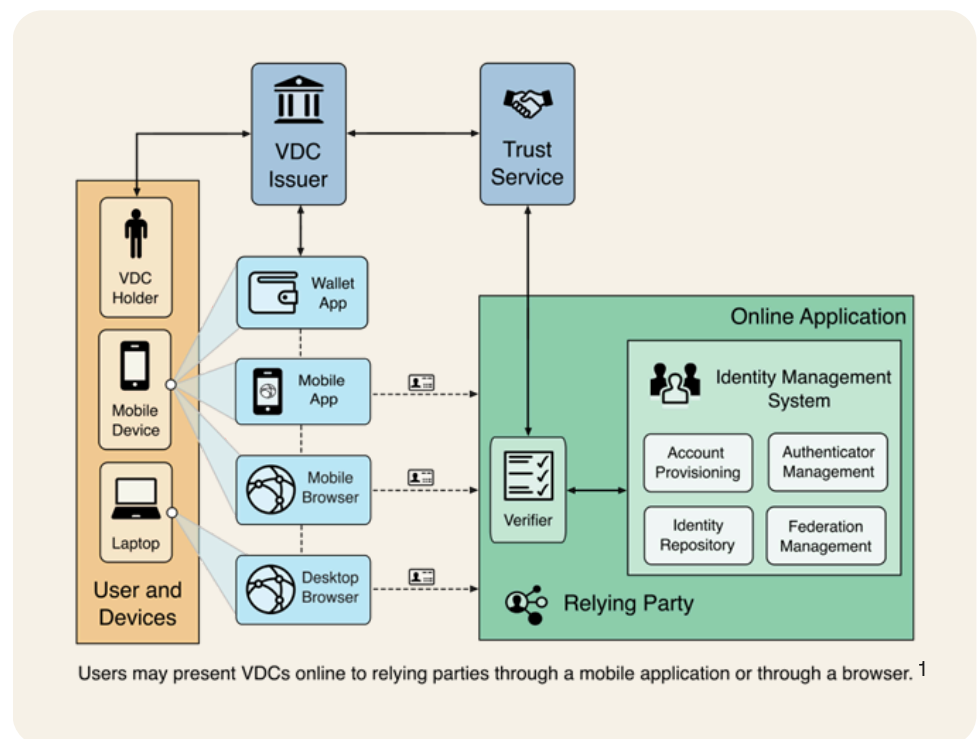 VDC
Issuer
Trust
Service
VDC
Holder
Wallet
App
Online Application
Mobile
Device
Mobile
App
Identity Management
System
Account
Provisioning
Authenticator
Management
Mobile
Browser
Verifier
Laptop
Identity
Repository
Federation
Management
Desktop
Browser
User and
Devices
Relying Party
Users may present VDCs online to relying parties through a mobile application or through a browser. 1